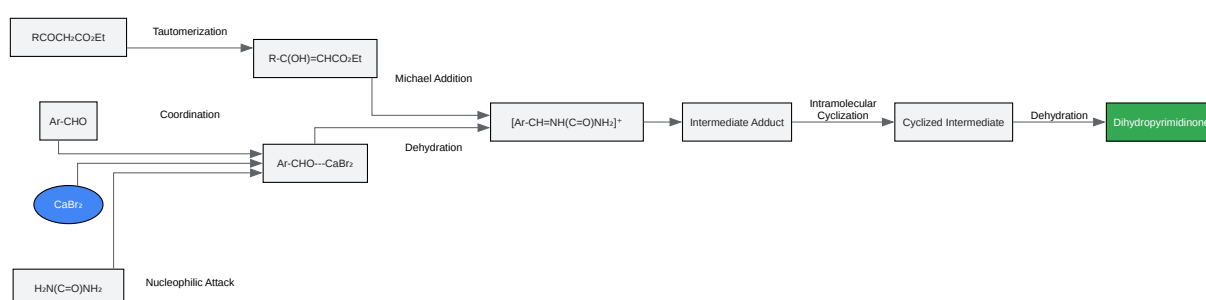 RCOCH₂CO₂Et
Tautomerization
R-C(OH)=CHCO₂Et
Michael Addition
Ar-CHO
Coordination
[Ar-CH=NH(C=O)NH₂]⁺
Intermediate Adduct
Intramolecular
Cyclization
Cyclized Intermediate
Dehydration
Dihydropyrimidinone
Dehydration
Ar-CHO---CaBr₂
CaBr₂
H₂N(C=O)NH₂
Nucleophilic Attack